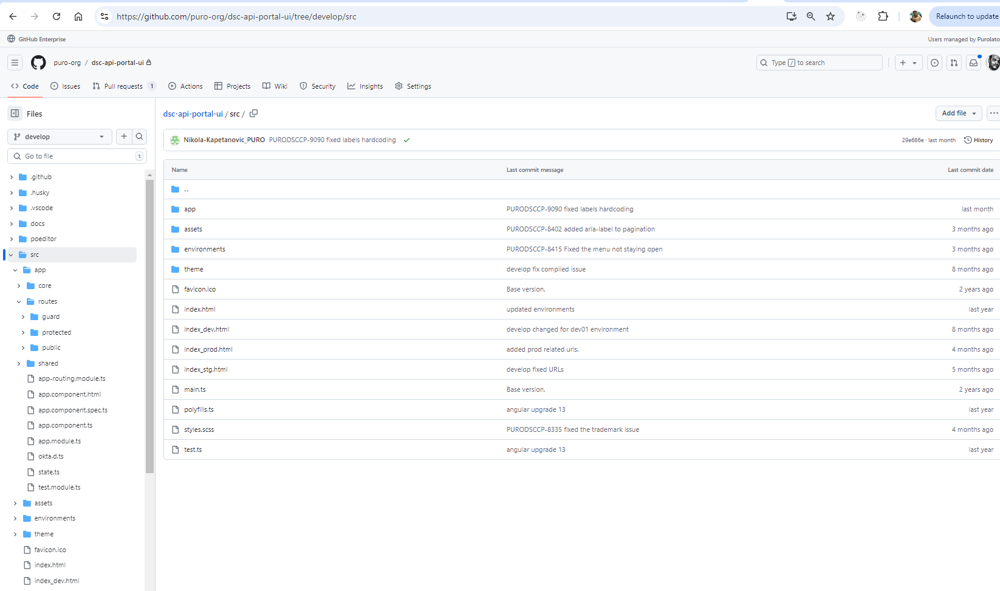 https://github.com/puro-org/dsc-api-portal-ui/tree/develop/src
Relaunch to update
GitHub Enterprise
Users managed by Purolato
puro-org / dsc-api-portal-ui
Type / to search
Code
Issues
Pull requests 1
Actions
Projects
Wiki
Security
Insights
Settings
Files
develop
Go to file
t
.github
.husky
.vscode
docs
poeditor
src
app
core
routes
guard
protected
public
shared
app-routing.module.ts
app.component.html
app.component.spec.ts
app.component.ts
app.module.ts
okta.d.ts
state.ts
test.module.ts
assets
environments
theme
favicon.ico
index.html
index_dev.html
dsc-api-portal-ui / src /
Add file
Nikola-Kapetanovic_PURO PURODSCCP-9090 fixed labels hardcoding
29e686e · last month
History
Name Last commit message Last commit date
..
app PURODSCCP-9090 fixed labels hardcoding last month
assets PURODSCCP-8402 added aria-label to pagination 3 months ago
environments PURODSCCP-8415 Fixed the menu not staying open 3 months ago
theme develop fix compiled issue 8 months ago
favicon.ico Base version. 2 years ago
index.html updated environments last year
index_dev.html develop changed for dev01 environment 8 months ago
index_prod.html added prod related urls. 4 months ago
index_stg.html develop fixed URLs 5 months ago
main.ts Base version. 2 years ago
polyfills.ts angular upgrade 13 last year
styles.scss PURODSCCP-8335 fixed the trademark issue 4 months ago
test.ts angular upgrade 13 last year